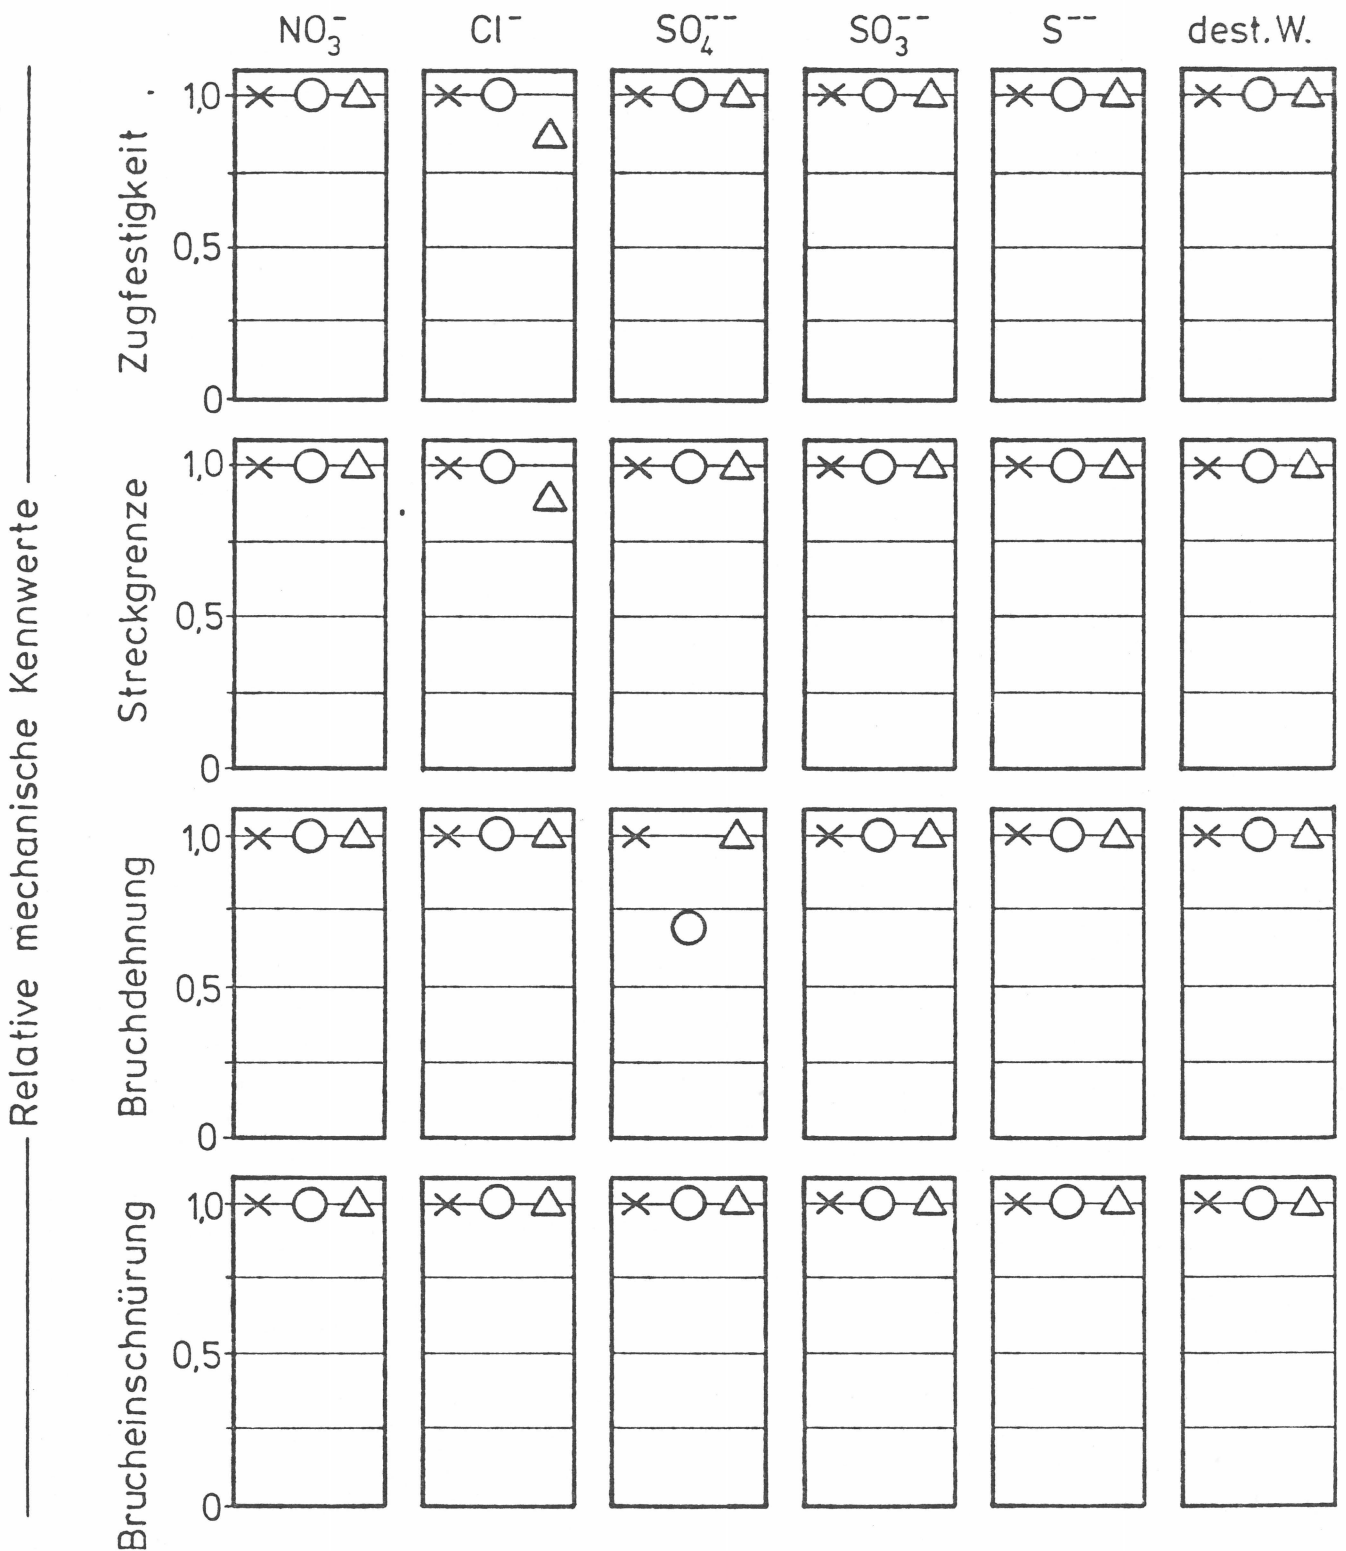 NO₃⁻ Cl⁻ SO₄⁻⁻ SO₃⁻⁻ S⁻⁻ dest. W.
Relative mechanische Kennwerte
Zugfestigkeit
1,0
0,5
0
Streckgrenze
1,0
0,5
0
Bruchdehnung
1,0
0,5
0
Brucheinschnürung
1,0
0,5
0